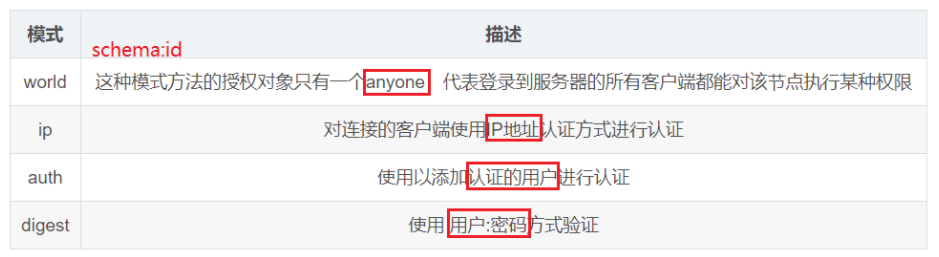 模式 描述
schema:id
world 这种模式方法的授权对象只有一个anyone 代表登录到服务器的所有客户端都能对该节点执行某种权限
ip 对连接的客户端使用IP地址认证方式进行认证
auth 使用以添加认证的用户进行认证
digest 使用 用户:密码方式验证